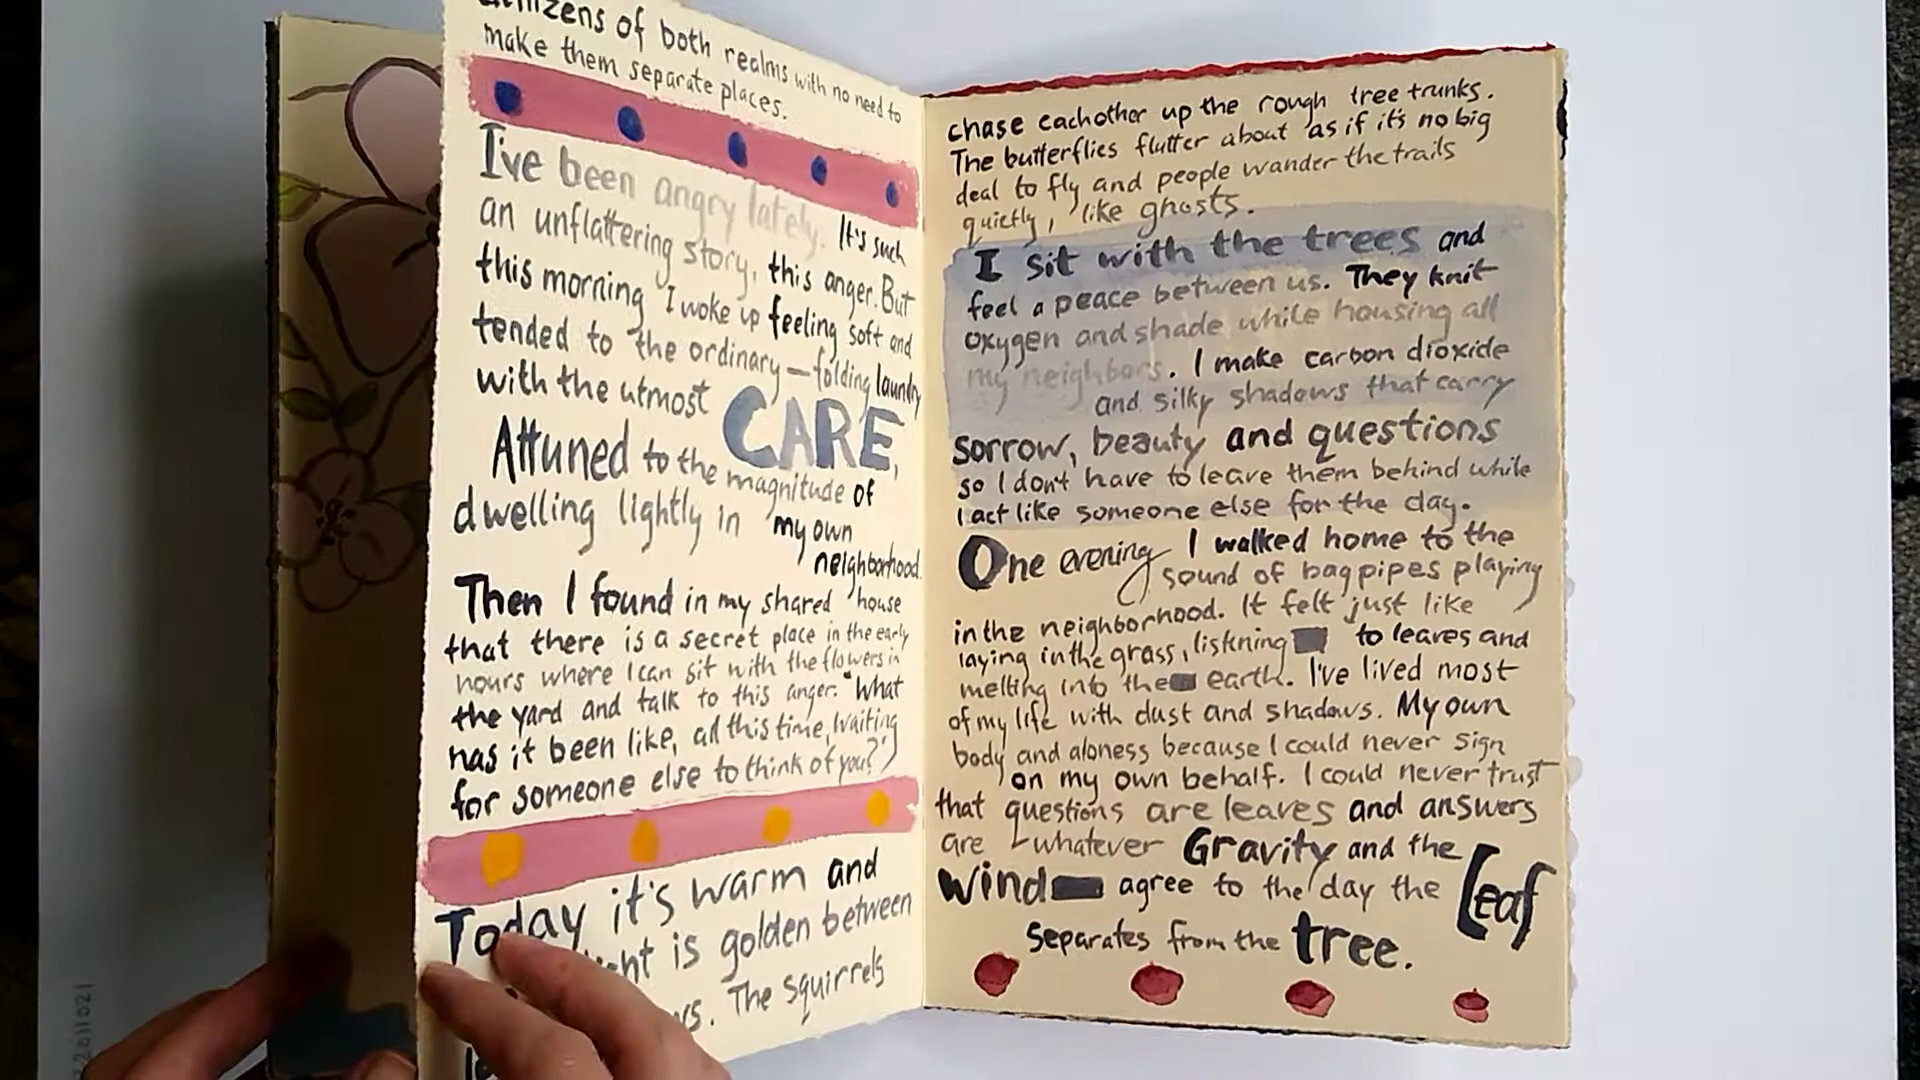 of both realms with no need to
make them separate places.
I've been angry lately. It's such
an unflattering story, this anger. But
this morning I woke up feeling soft and
tended to the ordinary — folding laundry
with the utmost CARE,
Attuned to the magnitude of
dwelling lightly in my own
neighborhood.
Then I found in my shared house
that there is a secret place in the early
hours where I can sit with the flowers in
the yard and talk to this anger. "What
has it been like, all this time, waiting
for someone else to think of you?"
Today it's warm and
is golden between
The squirrels
chase eachother up the rough tree trunks.
The butterflies flutter about as if it's no big
deal to fly and people wander the trails
quietly, like ghosts.
I sit with the trees and
feel a peace between us. They knit
oxygen and shade while housing all
my neighbors. I make carbon dioxide
and silky shadows that carry
sorrow, beauty and questions
so I don't have to leave them behind while
I act like someone else for the day.
One evening I walked home to the
sound of bagpipes playing
in the neighborhood. It felt just like
laying in the grass, listning to leaves and
melting into the earth. I've lived most
of my life with dust and shadows. My own
body and aloness because I could never sign
on my own behalf. I could never trust
that questions are leaves and answers
are whatever Gravity and the
wind agree to the day the Leaf
separates from the tree.